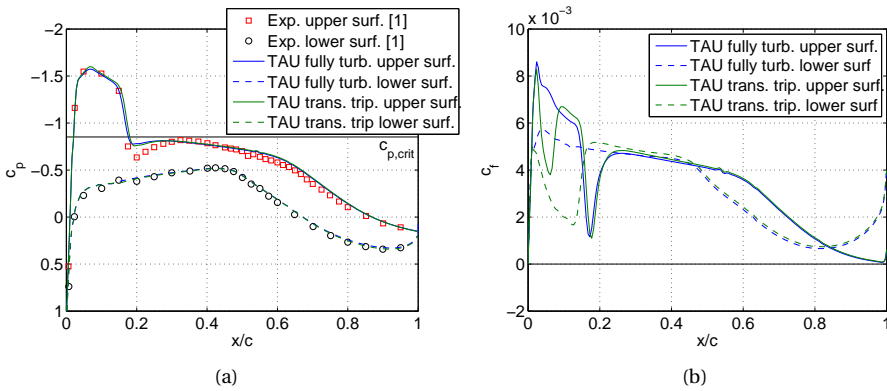 −2
−1.5
−1
−0.5
0
0.5
1
0
0.2
0.4
0.6
0.8
1
c_p
x/c
Exp. upper surf. [1]
Exp. lower surf. [1]
TAU fully turb. upper surf.
TAU fully turb. lower surf.
TAU trans. trip. upper surf.
TAU trans. trip lower surf.
c_p,crit
(a)
x 10^−3
10
8
6
4
2
0
−2
0
0.2
0.4
0.6
0.8
1
c_f
x/c
TAU fully turb. upper surf.
TAU fully turb. lower surf
TAU trans. trip. upper surf.
TAU trans. trip. lower surf
(b)